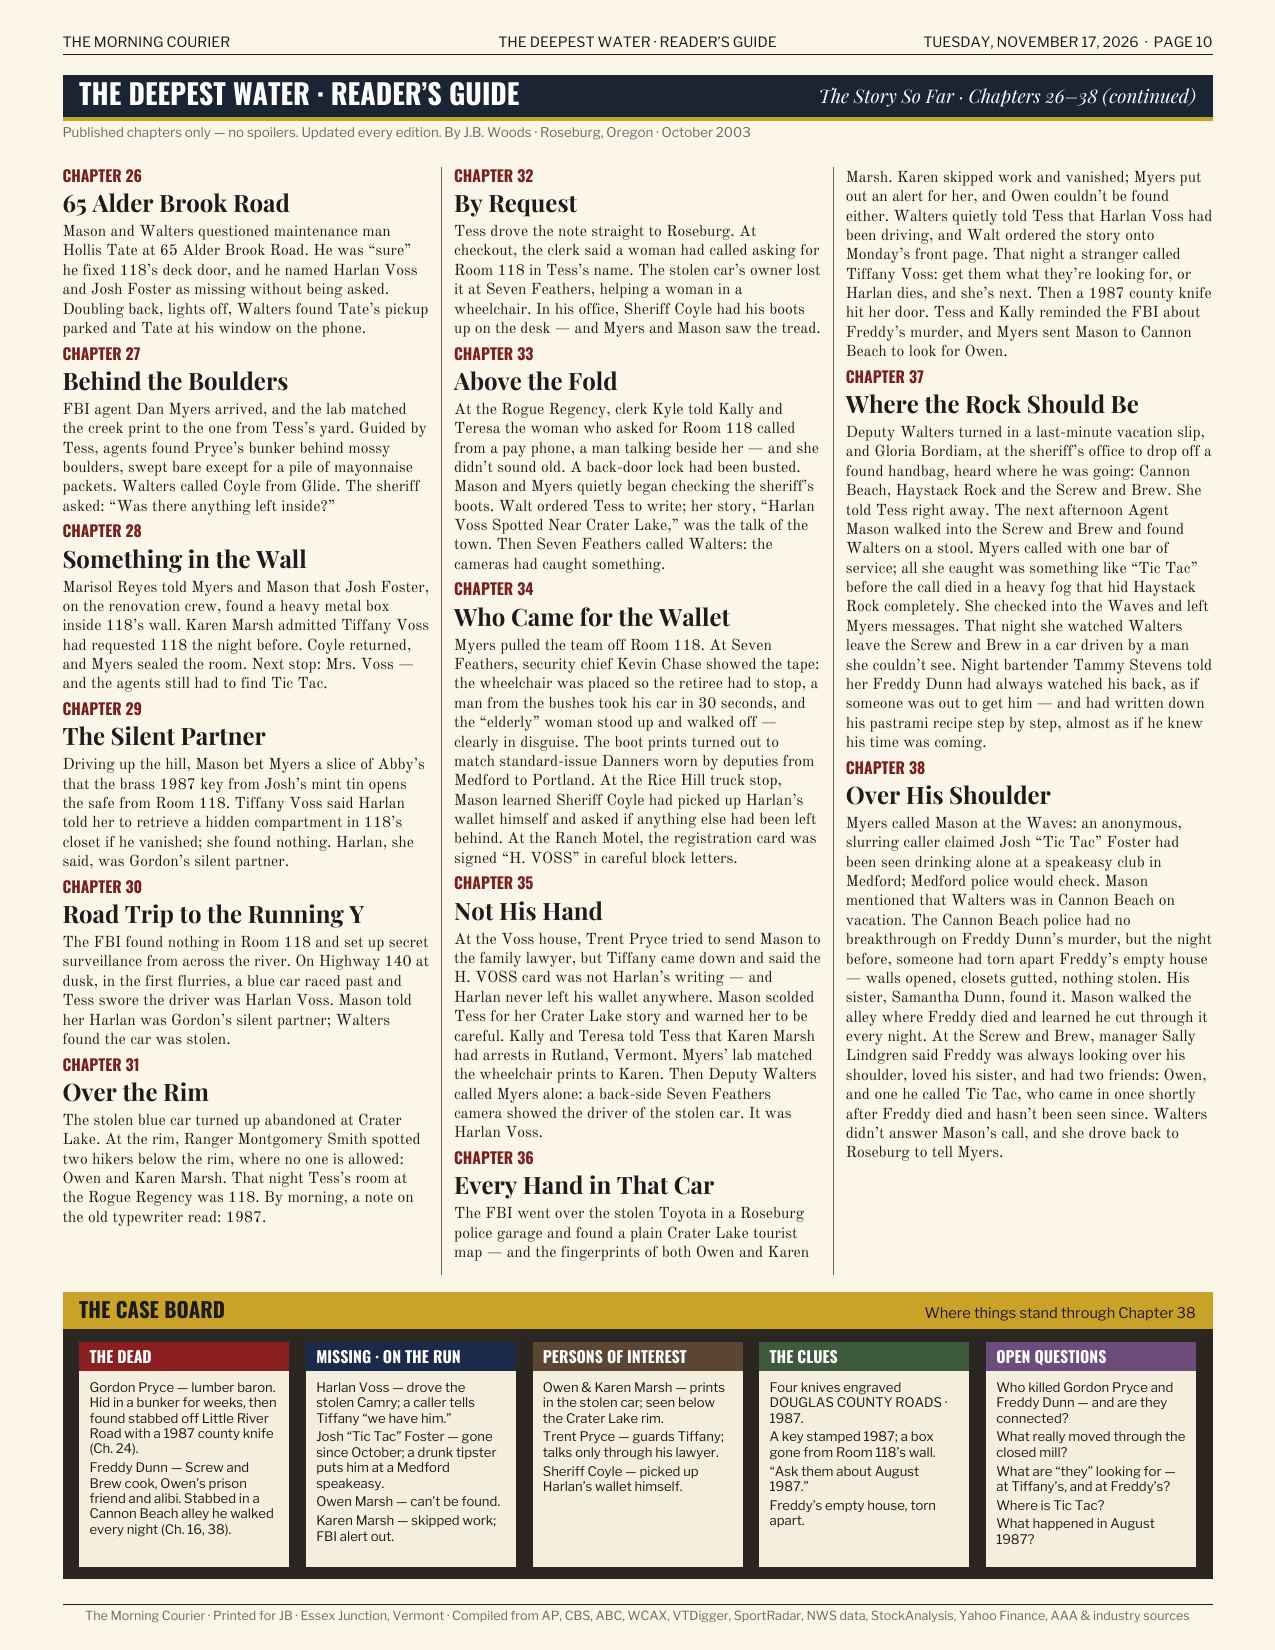 THE MORNING COURIER
THE DEEPEST WATER · READER’S GUIDE
TUESDAY, NOVEMBER 17, 2026 · PAGE 10
THE DEEPEST WATER · READER’S GUIDE
The Story So Far · Chapters 26–38 (continued)
Published chapters only — no spoilers. Updated every edition. By J.B. Woods · Roseburg, Oregon · October 2003
CHAPTER 26
65 Alder Brook Road
Mason and Walters questioned maintenance man
Hollis Tate at 65 Alder Brook Road. He was “sure”
he fixed 118’s deck door, and he named Harlan Voss
and Josh Foster as missing without being asked.
Doubling back, lights off, Walters found Tate’s pickup
parked and Tate at his window on the phone.
CHAPTER 27
Behind the Boulders
FBI agent Dan Myers arrived, and the lab matched
the creek print to the one from Tess’s yard. Guided by
Tess, agents found Pryce’s bunker behind mossy
boulders, swept bare except for a pile of mayonnaise
packets. Walters called Coyle from Glide. The sheriff
asked: “Was there anything left inside?”
CHAPTER 28
Something in the Wall
Marisol Reyes told Myers and Mason that Josh Foster,
on the renovation crew, found a heavy metal box
inside 118’s wall. Karen Marsh admitted Tiffany Voss
had requested 118 the night before. Coyle returned,
and Myers sealed the room. Next stop: Mrs. Voss —
and the agents still had to find Tic Tac.
CHAPTER 29
The Silent Partner
Driving up the hill, Mason bet Myers a slice of Abby’s
that the brass 1987 key from Josh’s mint tin opens
the safe from Room 118. Tiffany Voss said Harlan
told her to retrieve a hidden compartment in 118’s
closet if he vanished; she found nothing. Harlan, she
said, was Gordon’s silent partner.
CHAPTER 30
Road Trip to the Running Y
The FBI found nothing in Room 118 and set up secret
surveillance from across the river. On Highway 140 at
dusk, in the first flurries, a blue car raced past and
Tess swore the driver was Harlan Voss. Mason told
her Harlan was Gordon’s silent partner; Walters
found the car was stolen.
CHAPTER 31
Over the Rim
The stolen blue car turned up abandoned at Crater
Lake. At the rim, Ranger Montgomery Smith spotted
two hikers below the rim, where no one is allowed:
Owen and Karen Marsh. That night Tess’s room at
the Rogue Regency was 118. By morning, a note on
the old typewriter read: 1987.
CHAPTER 32
By Request
Tess drove the note straight to Roseburg. At
checkout, the clerk said a woman had called asking for
Room 118 in Tess’s name. The stolen car’s owner lost
it at Seven Feathers, helping a woman in a
wheelchair. In his office, Sheriff Coyle had his boots
up on the desk — and Myers and Mason saw the tread.
CHAPTER 33
Above the Fold
At the Rogue Regency, clerk Kyle told Kally and
Teresa the woman who asked for Room 118 called
from a pay phone, a man talking beside her — and she
didn’t sound old. A back-door lock had been busted.
Mason and Myers quietly began checking the sheriff’s
boots. Walt ordered Tess to write; her story, “Harlan
Voss Spotted Near Crater Lake,” was the talk of the
town. Then Seven Feathers called Walters: the
cameras had caught something.
CHAPTER 34
Who Came for the Wallet
Myers pulled the team off Room 118. At Seven
Feathers, security chief Kevin Chase showed the tape:
the wheelchair was placed so the retiree had to stop, a
man from the bushes took his car in 30 seconds, and
the “elderly” woman stood up and walked off —
clearly in disguise. The boot prints turned out to
match standard-issue Danners worn by deputies from
Medford to Portland. At the Rice Hill truck stop,
Mason learned Sheriff Coyle had picked up Harlan’s
wallet himself and asked if anything else had been left
behind. At the Ranch Motel, the registration card was
signed “H. VOSS” in careful block letters.
CHAPTER 35
Not His Hand
At the Voss house, Trent Pryce tried to send Mason to
the family lawyer, but Tiffany came down and said the
H. VOSS card was not Harlan’s writing — and
Harlan never left his wallet anywhere. Mason scolded
Tess for her Crater Lake story and warned her to be
careful. Kally and Teresa told Tess that Karen Marsh
had arrests in Rutland, Vermont. Myers’ lab matched
the wheelchair prints to Karen. Then Deputy Walters
called Myers alone: a back-side Seven Feathers
camera showed the driver of the stolen car. It was
Harlan Voss.
CHAPTER 36
Every Hand in That Car
The FBI went over the stolen Toyota in a Roseburg
police garage and found a plain Crater Lake tourist
map — and the fingerprints of both Owen and Karen
Marsh. Karen skipped work and vanished; Myers put
out an alert for her, and Owen couldn’t be found
either. Walters quietly told Tess that Harlan Voss had
been driving, and Walt ordered the story onto
Monday’s front page. That night a stranger called
Tiffany Voss: get them what they’re looking for, or
Harlan dies, and she’s next. Then a 1987 county knife
hit her door. Tess and Kally reminded the FBI about
Freddy’s murder, and Myers sent Mason to Cannon
Beach to look for Owen.
CHAPTER 37
Where the Rock Should Be
Deputy Walters turned in a last-minute vacation slip,
and Gloria Bordiam, at the sheriff’s office to drop off a
found handbag, heard where he was going: Cannon
Beach, Haystack Rock and the Screw and Brew. She
told Tess right away. The next afternoon Agent
Mason walked into the Screw and Brew and found
Walters on a stool. Myers called with one bar of
service; all she caught was something like “Tic Tac”
before the call died in a heavy fog that hid Haystack
Rock completely. She checked into the Waves and left
Myers messages. That night she watched Walters
leave the Screw and Brew in a car driven by a man
she couldn’t see. Night bartender Tammy Stevens told
her Freddy Dunn had always watched his back, as if
someone was out to get him — and had written down
his pastrami recipe step by step, almost as if he knew
his time was coming.
CHAPTER 38
Over His Shoulder
Myers called Mason at the Waves: an anonymous,
slurring caller claimed Josh “Tic Tac” Foster had
been seen drinking alone at a speakeasy club in
Medford; Medford police would check. Mason
mentioned that Walters was in Cannon Beach on
vacation. The Cannon Beach police had no
breakthrough on Freddy Dunn’s murder, but the night
before, someone had torn apart Freddy’s empty house
— walls opened, closets gutted, nothing stolen. His
sister, Samantha Dunn, found it. Mason walked the
alley where Freddy died and learned he cut through it
every night. At the Screw and Brew, manager Sally
Lindgren said Freddy was always looking over his
shoulder, loved his sister, and had two friends: Owen,
and one he called Tic Tac, who came in once shortly
after Freddy died and hasn’t been seen since. Walters
didn’t answer Mason’s call, and she drove back to
Roseburg to tell Myers.
THE CASE BOARD
Where things stand through Chapter 38
THE DEAD
Gordon Pryce — lumber baron.
Hid in a bunker for weeks, then
found stabbed off Little River
Road with a 1987 county knife
(Ch. 24).
Freddy Dunn — Screw and
Brew cook, Owen’s prison
friend and alibi. Stabbed in a
Cannon Beach alley he walked
every night (Ch. 16, 38).
MISSING · ON THE RUN
Harlan Voss — drove the
stolen Camry; a caller tells
Tiffany “we have him.”
Josh “Tic Tac” Foster — gone
since October; a drunk tipster
puts him at a Medford
speakeasy.
Owen Marsh — can’t be found.
Karen Marsh — skipped work;
FBI alert out.
PERSONS OF INTEREST
Owen & Karen Marsh — prints
in the stolen car; seen below
the Crater Lake rim.
Trent Pryce — guards Tiffany;
talks only through his lawyer.
Sheriff Coyle — picked up
Harlan’s wallet himself.
THE CLUES
Four knives engraved
DOUGLAS COUNTY ROADS ·
1987.
A key stamped 1987; a box
gone from Room 118’s wall.
“Ask them about August
1987.”
Freddy’s empty house, torn
apart.
OPEN QUESTIONS
Who killed Gordon Pryce and
Freddy Dunn — and are they
connected?
What really moved through the
closed mill?
What are “they” looking for —
at Tiffany’s, and at Freddy’s?
Where is Tic Tac?
What happened in August
1987?
The Morning Courier · Printed for JB · Essex Junction, Vermont · Compiled from AP, CBS, ABC, WCAX, VTDigger, SportRadar, NWS data, StockAnalysis, Yahoo Finance, AAA & industry sources